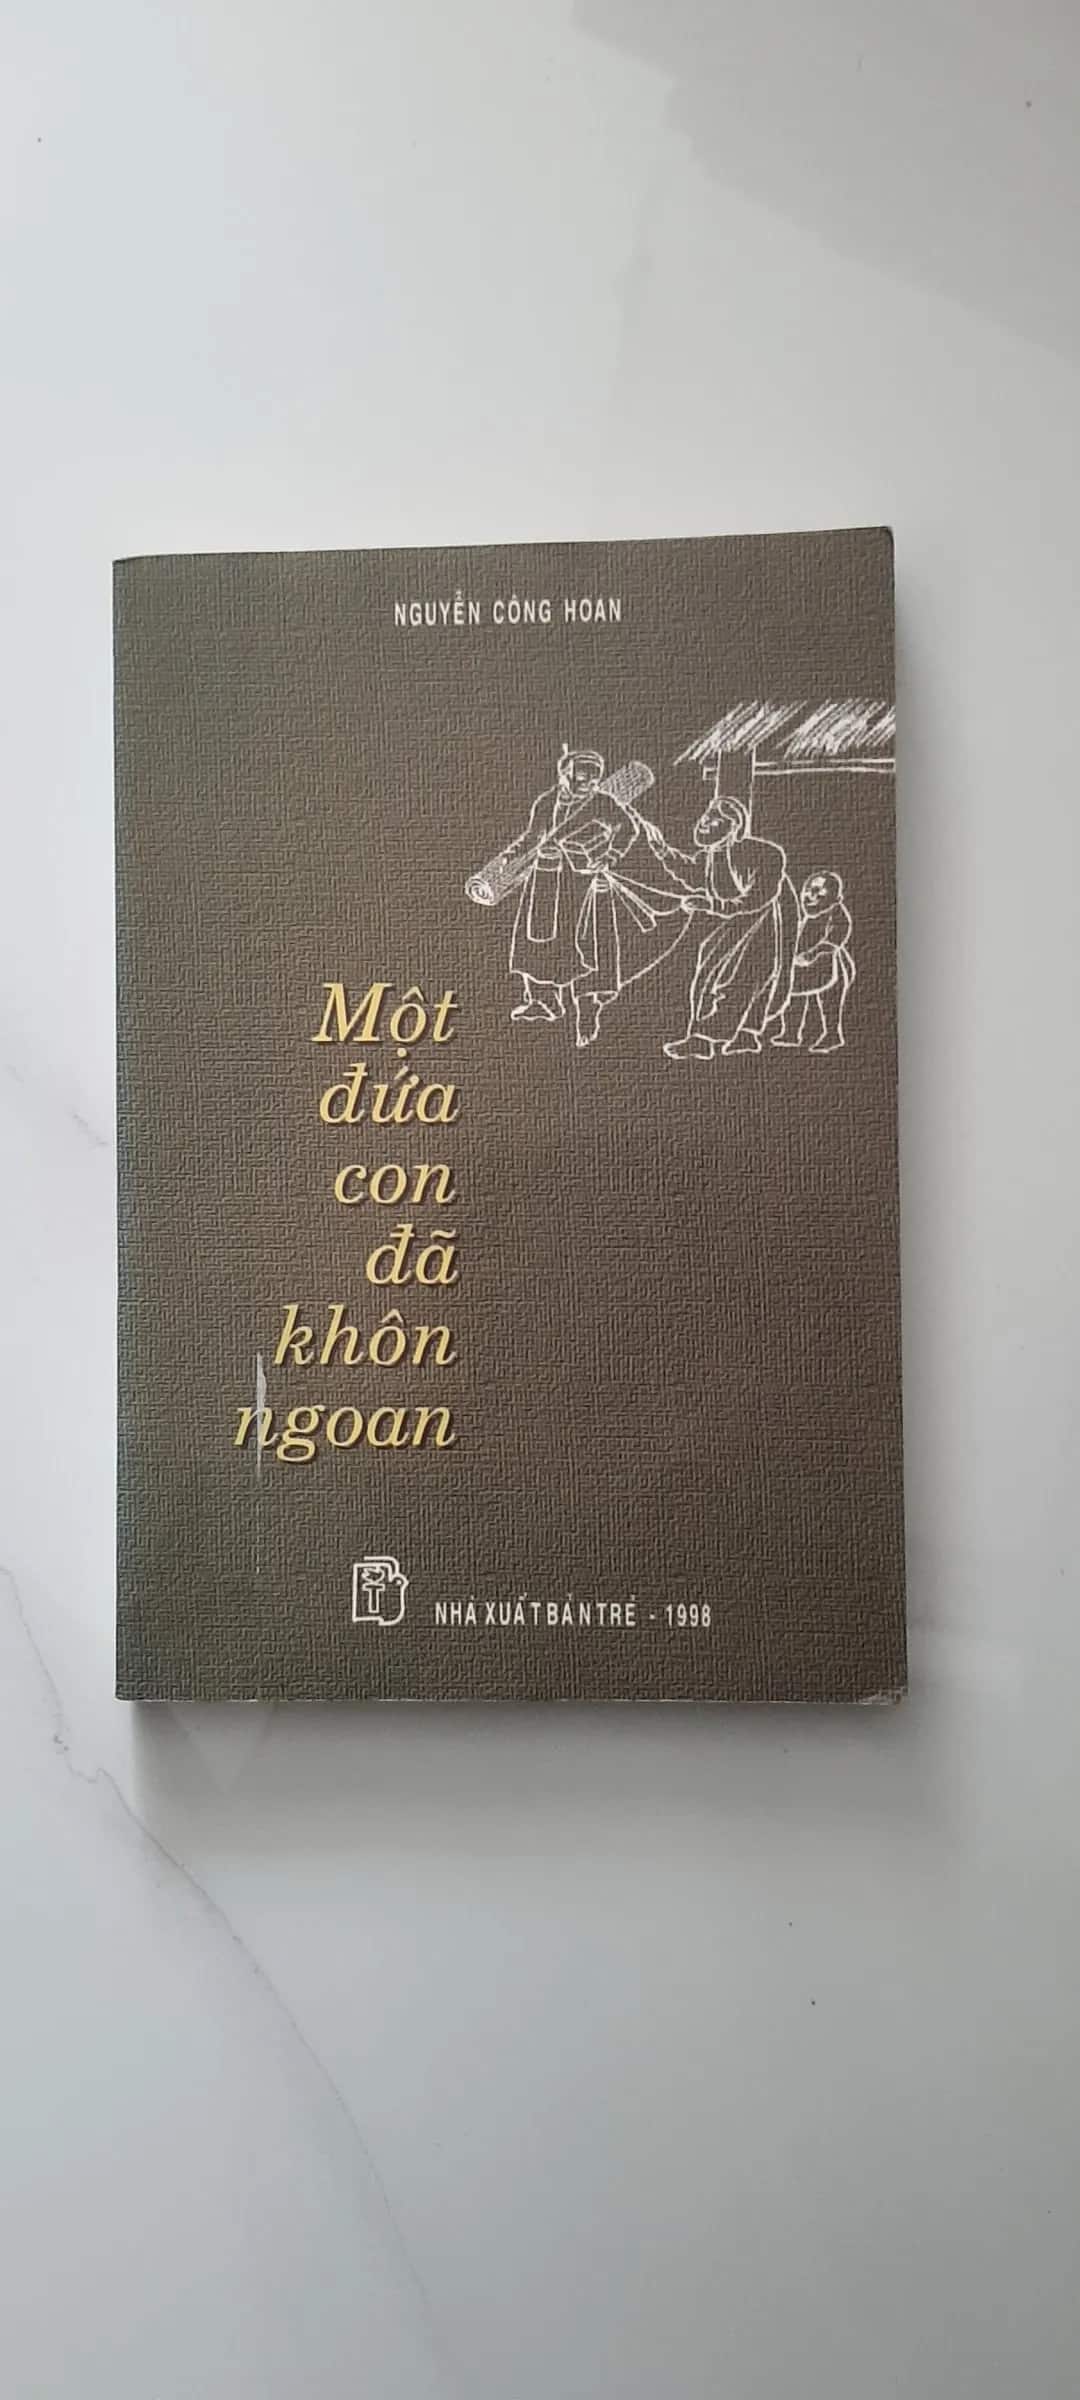 NGUYỄN CÔNG HOAN
Một
đứa
con
đã
khôn
ngoan
T
NHÀ XUẤT BẢN TRẺ - 1998